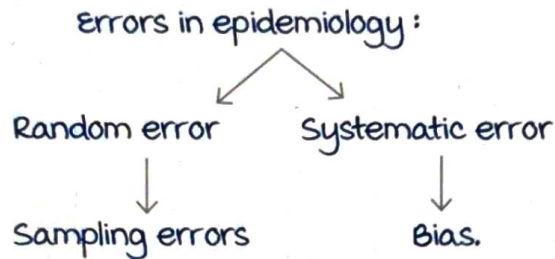 Errors in epidemiology :
Random error
Systematic error
Sampling errors
Bias.